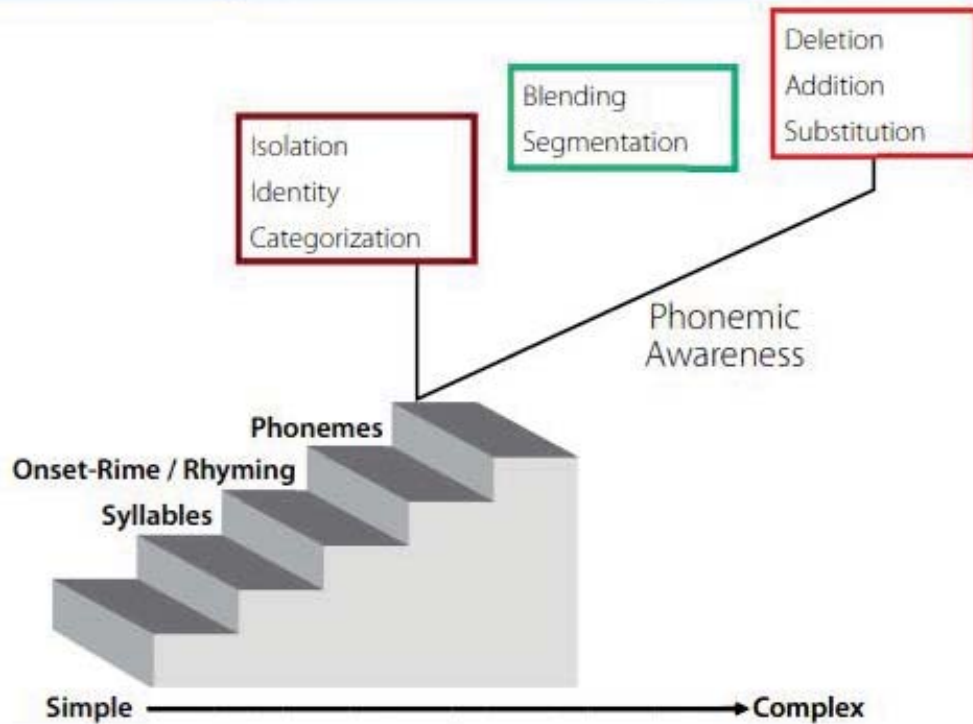 Deletion
Addition
Substitution
Blending
Segmentation
Isolation
Identity
Categorization
Phonemic
Awareness
Phonemes
Onset-Rime / Rhyming
Syllables
Simple
Complex